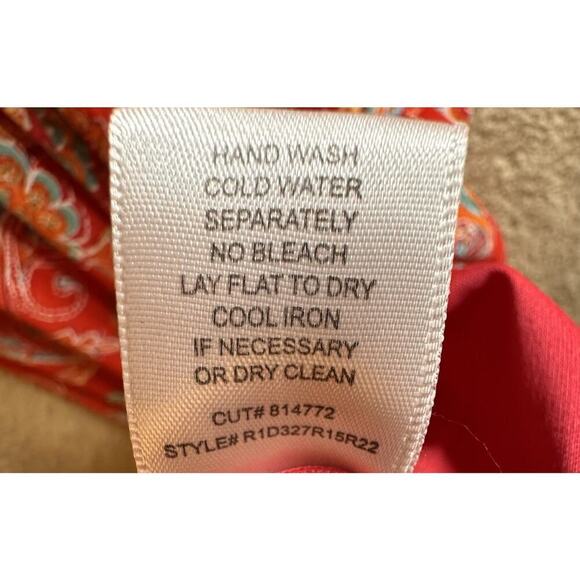 HAND WASH
COLD WATER
SEPARATELY
NO BLEACH
LAY FLAT TO DRY
COOL IRON
IF NECESSARY
OR DRY CLEAN
CUT# 814772
STYLE# R1D327R15R22